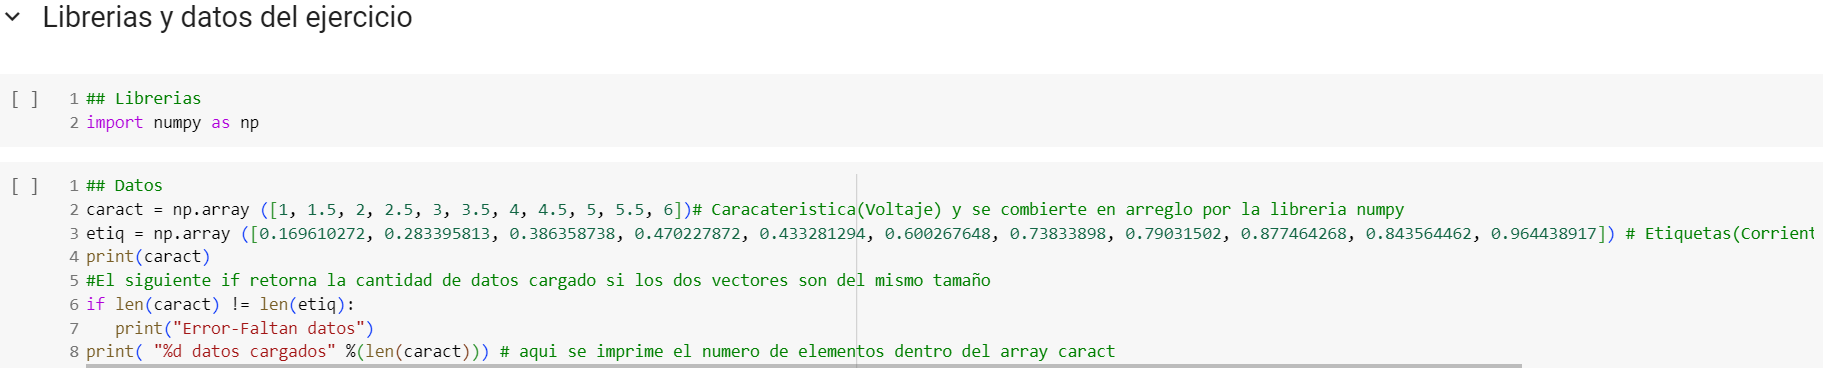 Librerias y datos del ejercicio
[ ] 1 ## Librerias
2 import numpy as np
[ ] 1 ## Datos
2 caract = np.array ([1, 1.5, 2, 2.5, 3, 3.5, 4, 4.5, 5, 5.5, 6])# Caracateristica(Voltaje) y se combierte en arreglo por la libreria numpy
3 etiq = np.array ([0.169610272, 0.283395813, 0.386358738, 0.470227872, 0.433281294, 0.600267648, 0.73833898, 0.79031502, 0.877464268, 0.843564462, 0.964438917]) # Etiquetas(Corrient
4 print(caract)
5 #El siguiente if retorna la cantidad de datos cargado si los dos vectores son del mismo tamaño
6 if len(caract) != len(etiq):
7    print("Error-Faltan datos")
8 print( "%d datos cargados" %(len(caract))) # aqui se imprime el numero de elementos dentro del array caract